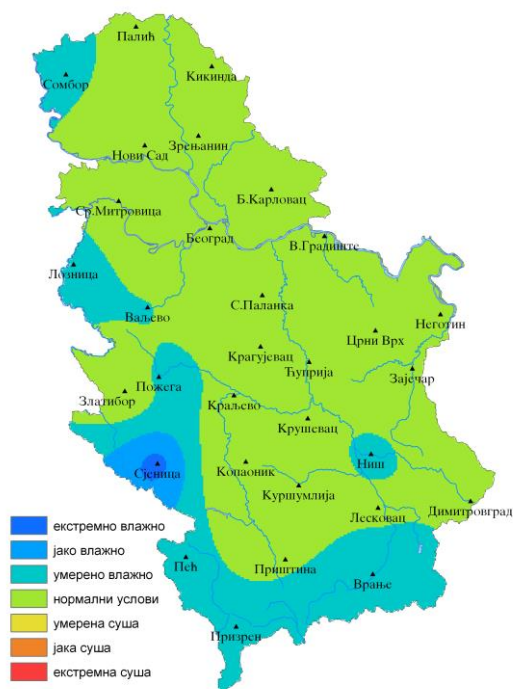 Палић
Кикинда
Сомбор
Зрењанин
Нови Сад
Б.Карловац
Ср.Митровица
Београд
В.Градиште
Лозница
С.Паланка
Ваљево
Неготин
Црни Врх
Крагујевац
Ћуприја
Зајечар
Пожега
Златибор
Краљево
Крушевац
Ниш
Сјеница
Копаоник
Куршумлија
Димитровград
Лесковац
Пећ
Приштина
Врање
Призрен
екстремно влажно
јако влажно
умерено влажно
нормални услови
умерена суша
јака суша
екстремна суша